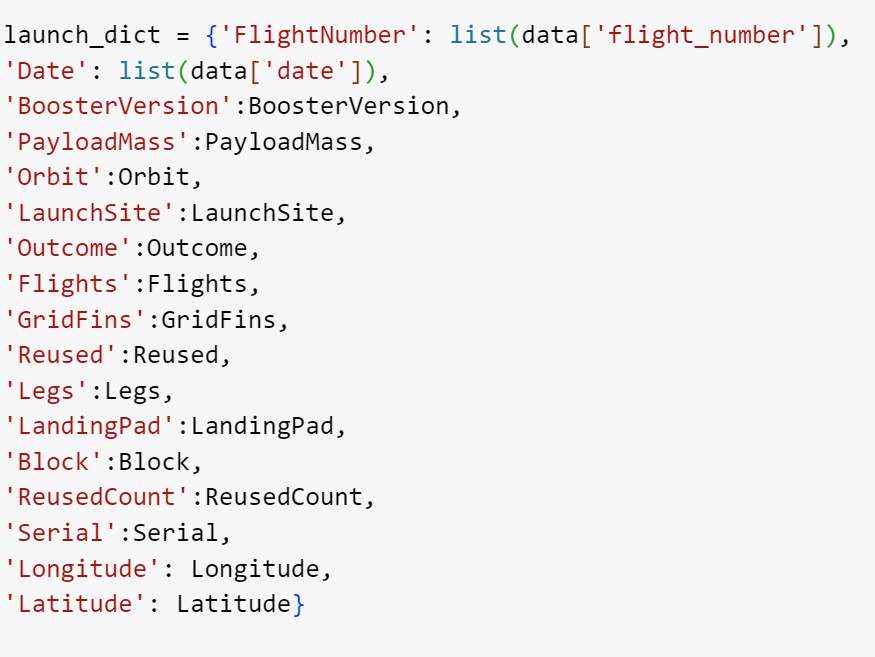 launch_dict = {'FlightNumber': list(data['flight_number']),
'Date': list(data['date']),
'BoosterVersion':BoosterVersion,
'PayloadMass':PayloadMass,
'Orbit':Orbit,
'LaunchSite':LaunchSite,
'Outcome':Outcome,
'Flights':Flights,
'GridFins':GridFins,
'Reused':Reused,
'Legs':Legs,
'LandingPad':LandingPad,
'Block':Block,
'ReusedCount':ReusedCount,
'Serial':Serial,
'Longitude': Longitude,
'Latitude': Latitude}